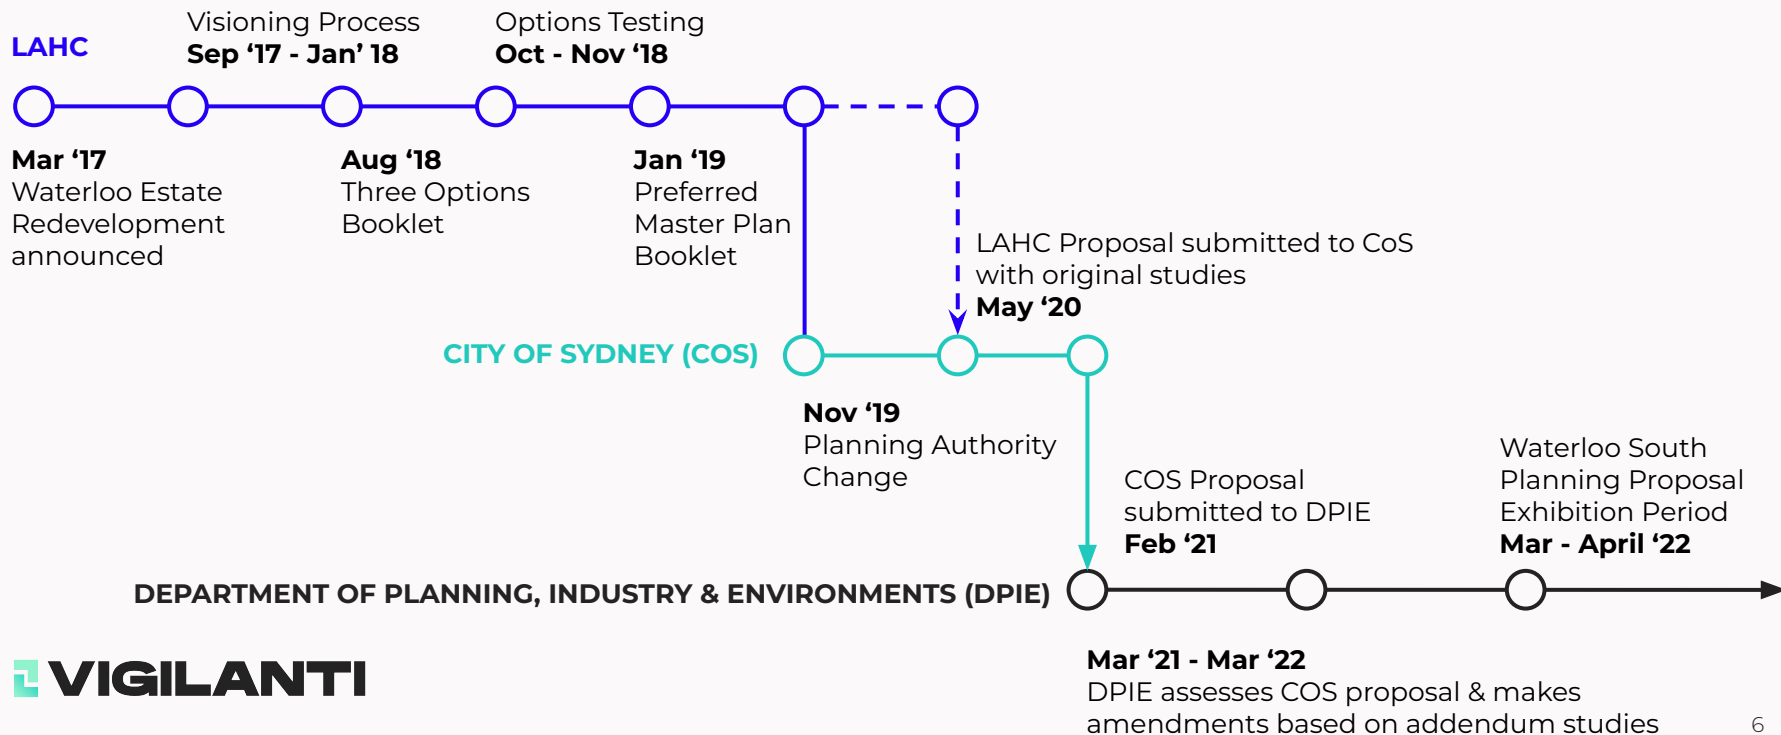 LAHC
Visioning Process
Sep ‘17 - Jan’ 18
Options Testing
Oct - Nov ‘18
Mar ‘17
Waterloo Estate
Redevelopment
announced
Aug ‘18
Three Options
Booklet
Jan ‘19
Preferred
Master Plan
Booklet
LAHC Proposal submitted to CoS
with original studies
May ‘20
CITY OF SYDNEY (COS)
Nov ‘19
Planning Authority
Change
COS Proposal
submitted to DPIE
Feb ‘21
Waterloo South
Planning Proposal
Exhibition Period
Mar - April ‘22
DEPARTMENT OF PLANNING, INDUSTRY & ENVIRONMENTS (DPIE)
Mar ‘21 - Mar ‘22
DPIE assesses COS proposal & makes
amendments based on addendum studies
VIGILANTI
6